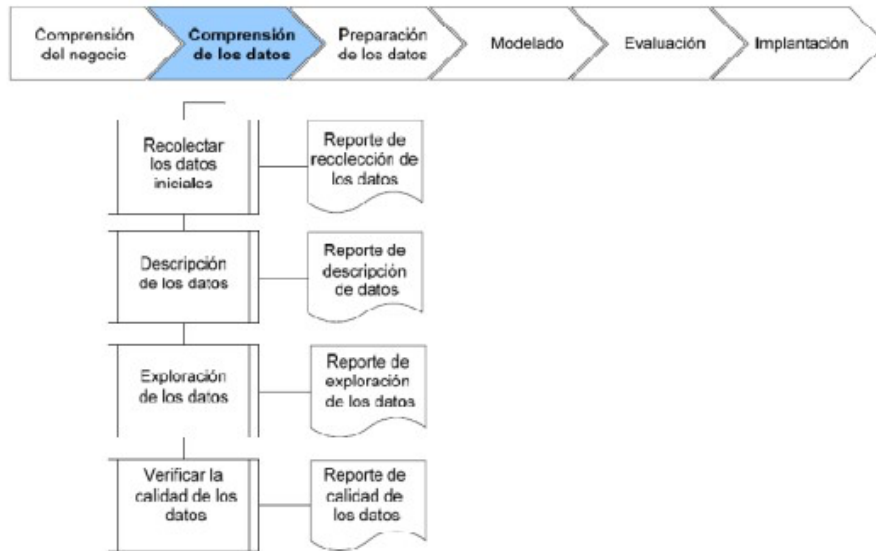 Comprensión
del negocio
Comprensión
de los datos
Preparación
de los datos
Modelado
Evaluación
Implantación
Recolectar
los datos
iniciales
Reporte de
recolección de
los datos
Descripción
de los datos
Reporte de
descripción
de datos
Exploración
de los datos
Reporte de
exploración
de los datos
Verificar la
calidad de los
datos
Reporte de
calidad de
los datos